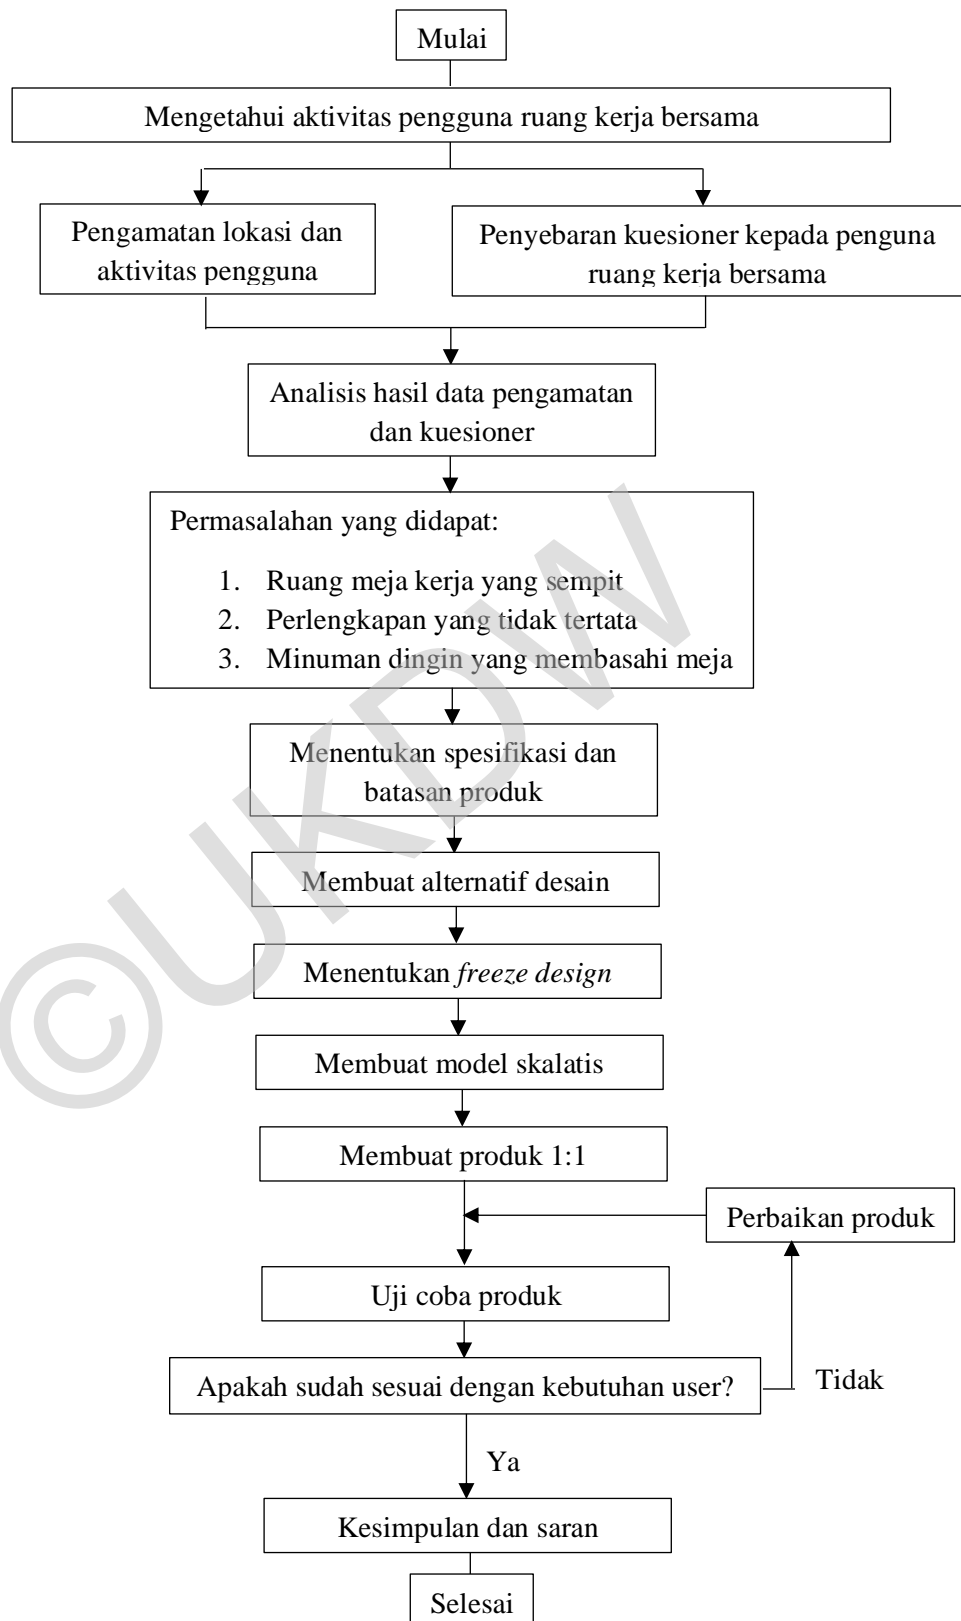 Mulai
Mengetahui aktivitas pengguna ruang kerja bersama
Pengamatan lokasi dan
aktivitas pengguna
Penyebaran kuesioner kepada penguna
ruang kerja bersama
Analisis hasil data pengamatan
dan kuesioner
Permasalahan yang didapat:
1. Ruang meja kerja yang sempit
2. Perlengkapan yang tidak tertata
3. Minuman dingin yang membasahi meja
Menentukan spesifikasi dan
batasan produk
Membuat alternatif desain
Menentukan freeze design
Membuat model skalatis
Membuat produk 1:1
Perbaikan produk
Uji coba produk
Apakah sudah sesuai dengan kebutuhan user?
Tidak
Ya
Kesimpulan dan saran
Selesai
©UKDW